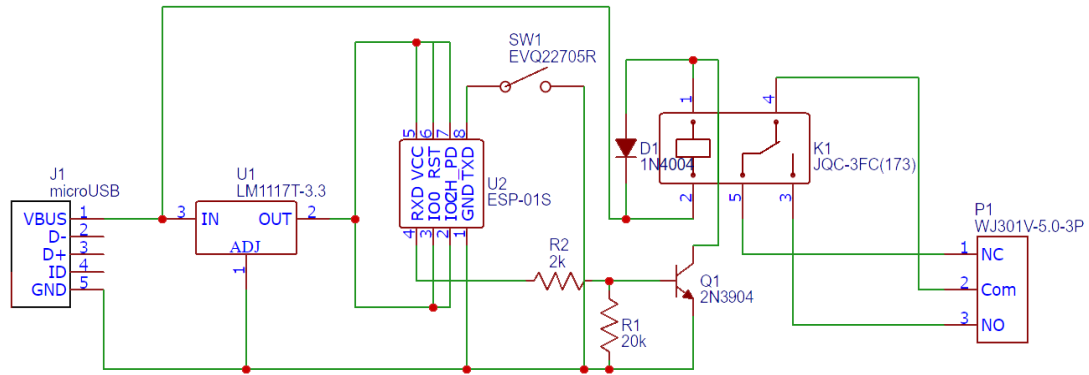 J1
microUSB
VBUS 1
D- 2
D+ 3
ID 4
GND 5
U1
LM1117T-3.3
3 IN
OUT 2
ADJ
1
5 6 7 8
VCC RST CH_PD TXD
RXD IO0 IO2 GND
4 3 2 1
U2
ESP-01S
SW1
EVQ22705R
R2
2k
R1
20k
Q1
2N3904
D1
1N4004
1
4
2
5
3
K1
JQC-3FC(173)
P1
WJ301V-5.0-3P
1 NC
2 Com
3 NO